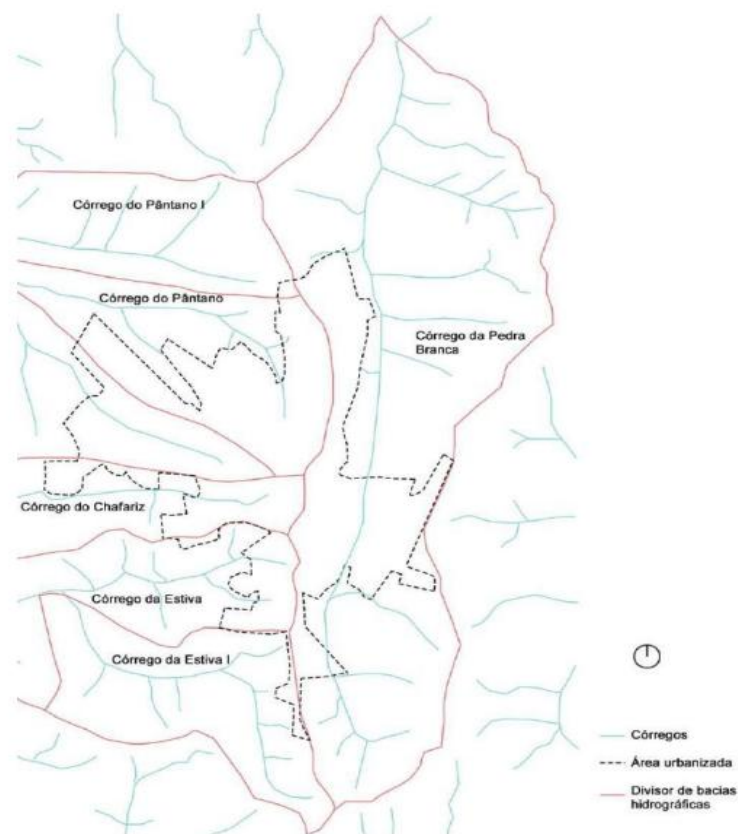 Córrego do Pântano I
Córrego do Pântano
Córrego da Pedra
Branca
Córrego do Chafariz
Córrego da Estiva
Córrego da Estiva I
Córregos
Área urbanizada
Divisor de bacias
hidrográficas